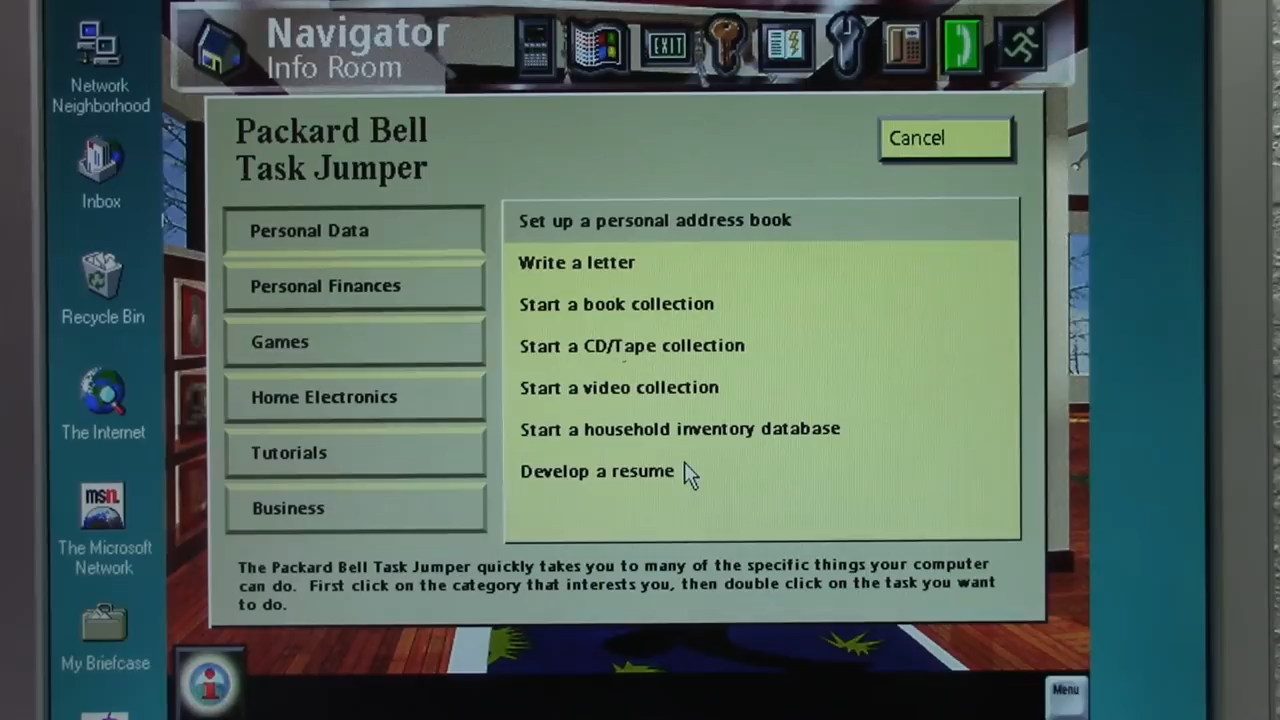 Navigator
Info Room
EXIT
Network
Neighborhood
Inbox
Recycle Bin
The Internet
msn.
The Microsoft
Network
My Briefcase
Packard Bell
Task Jumper
Cancel
Personal Data
Personal Finances
Games
Home Electronics
Tutorials
Business
Set up a personal address book
Write a letter
Start a book collection
Start a CD/Tape collection
Start a video collection
Start a household inventory database
Develop a resume
The Packard Bell Task Jumper quickly takes you to many of the specific things your computer
can do. First click on the category that interests you, then double click on the task you want
to do.
Menu